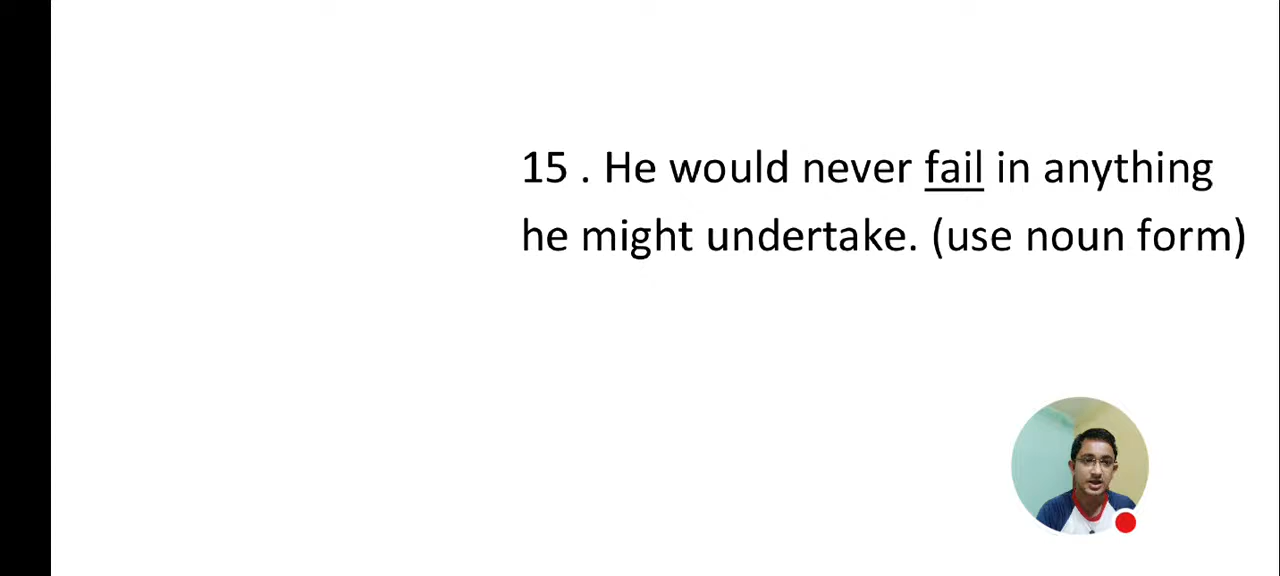 15 . He would never fail in anything
he might undertake. (use noun form)